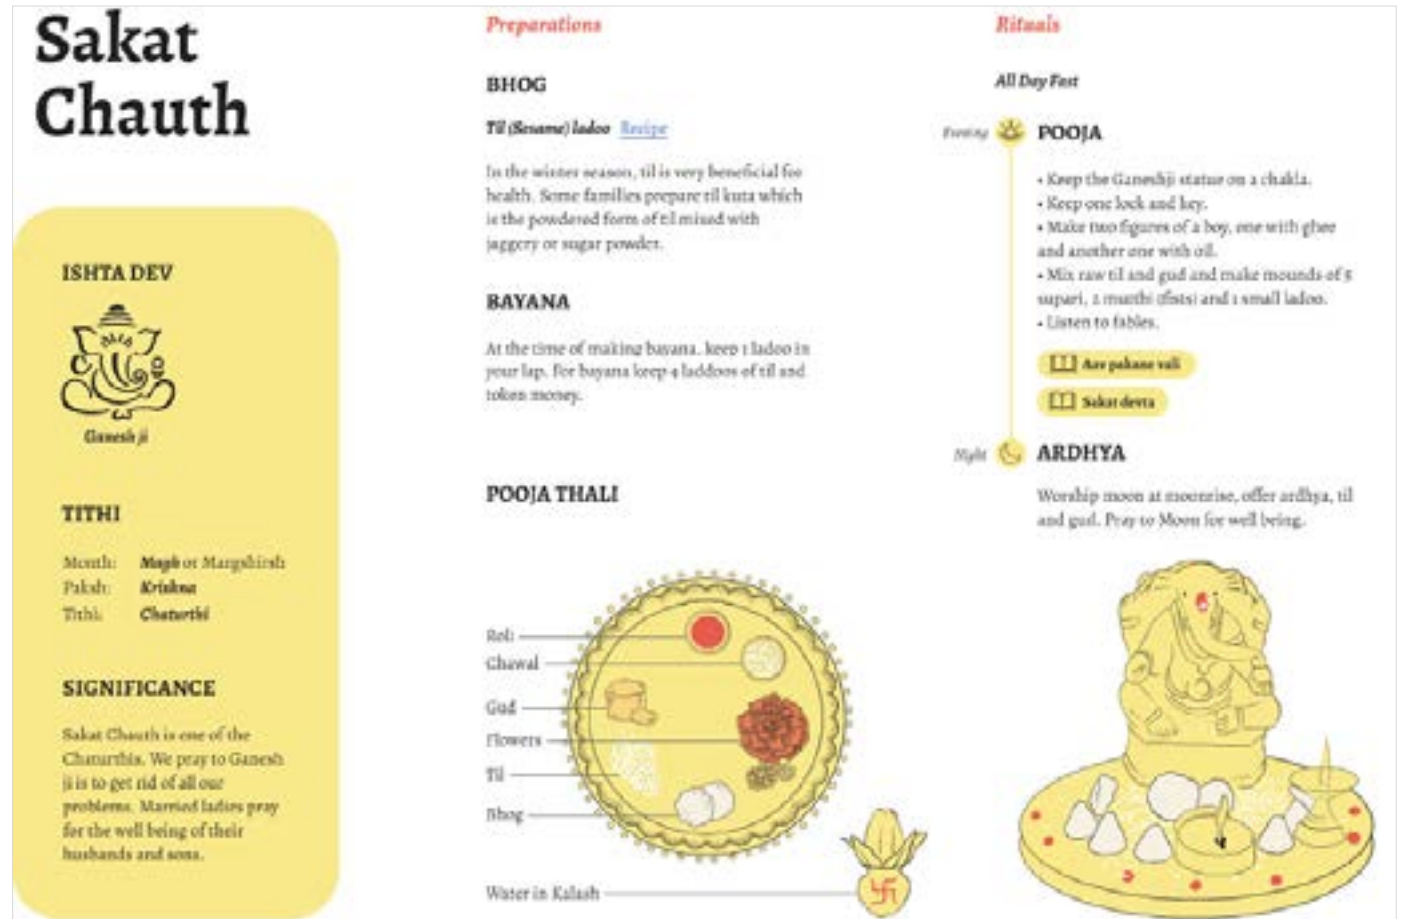 Sakat
Chauth
ISHTA DEV
Ganesh ji
TITHI
Month: Magh or Margshirsh
Paksh: Krishna
Tithi: Chaturthi
SIGNIFICANCE
Sakat Chauth is one of the
Chaturthis. We pray to Ganesh
ji is to get rid of all our
problems. Married ladies pray
for the well being of their
husbands and sons.
Preparations
BHOG
Til (Sesame) ladoo Recipe
In the winter season, til is very beneficial for
health. Some families prepare til kuta which
is the powdered form of til mixed with
jaggery or sugar powder.
BAYANA
At the time of making bayana, keep 1 ladoo in
your lap. For bayana keep 4 laddoos of til and
token money.
POOJA THALI
Roli
Chawal
Gud
Flowers
Til
Bhog
Water in Kalash
Rituals
All Day Fast
Evening
POOJA
• Keep the Ganeshji statue on a chakla.
• Keep one lock and key.
• Make two figures of a boy, one with ghee
and another one with oil.
• Mix raw til and gud and make mounds of 5
supari, 2 mutthi (fists) and 1 small ladoo.
• Listen to fables.
Aav pakane vali
Sakat devta
Night
ARDHYA
Worship moon at moonrise, offer ardhya, til
and gud. Pray to Moon for well being.